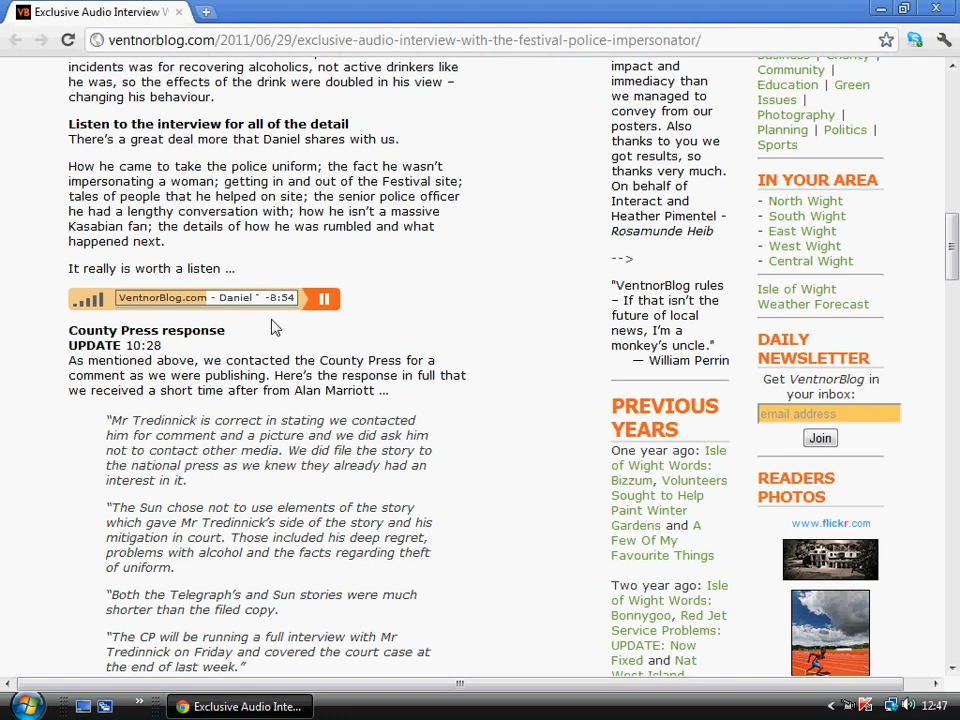 Exclusive Audio Interview W
ventnorblog.com/2011/06/29/exclusive-audio-interview-with-the-festival-police-impersonator/
incidents was for recovering alcoholics, not active drinkers like
he was, so the effects of the drink were doubled in his view –
changing his behaviour.
Listen to the interview for all of the detail
There's a great deal more that Daniel shares with us.
How he came to take the police uniform; the fact he wasn't
impersonating a woman; getting in and out of the Festival site;
tales of people that he helped on site; the senior police officer
he had a lengthy conversation with; how he isn't a massive
Kasabian fan; the details of how he was rumbled and what
happened next.
It really is worth a listen ...
VentnorBlog.com - Daniel -8:54
County Press response
UPDATE 10:28
As mentioned above, we contacted the County Press for a
comment as we were publishing. Here's the response in full that
we received a short time after from Alan Marriott ...
“Mr Tredinnick is correct in stating we contacted
him for comment and a picture and we did ask him
not to contact other media. We did file the story to
the national press as we knew they already had an
interest in it.
“The Sun chose not to use elements of the story
which gave Mr Tredinnick's side of the story and his
mitigation in court. Those included his deep regret,
problems with alcohol and the facts regarding theft
of uniform.
“Both the Telegraph's and Sun stories were much
shorter than the filed copy.
“The CP will be running a full interview with Mr
Tredinnick on Friday and covered the court case at
the end of last week.”
impact and
immediacy than
we managed to
convey from our
posters. Also
thanks to you we
got results, so
thanks very much.
On behalf of
Interact and
Heather Pimentel -
Rosamunde Heib
-->
"VentnorBlog rules
– If that isn't the
future of local
news, I'm a
monkey's uncle."
— William Perrin
PREVIOUS
YEARS
One year ago: Isle
of Wight Words:
Bizzum, Volunteers
Sought to Help
Paint Winter
Gardens and A
Few Of My
Favourite Things
Two year ago: Isle
of Wight Words:
Bonnygoo, Red Jet
Service Problems:
UPDATE: Now
Fixed and Nat
West Island
Business | Charity |
Community |
Education | Green
Issues |
Photography |
Planning | Politics |
Sports
IN YOUR AREA
- North Wight
- South Wight
- East Wight
- West Wight
- Central Wight
Isle of Wight
Weather Forecast
DAILY
NEWSLETTER
Get VentnorBlog in
your inbox:
email address
Join
READERS
PHOTOS
www.flickr.com
Exclusive Audio Inte...
12:47